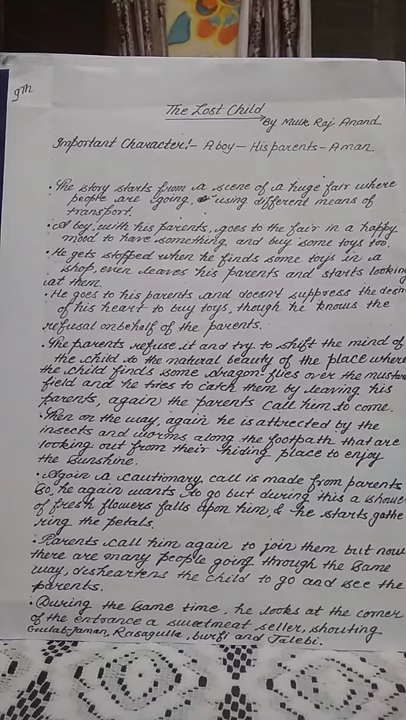 9th
The Lost Child
By Mulk Raj Anand
Important Character:- A boy - His parents - A man
• The story starts from a scene of a huge fair where
people are going, using different means of
transport.
• A boy, with his parents, goes to the fair in a happy
mood to have something and buy some toys too.
• He gets stopped when he finds some toys in a
shop, even leaves his parents and starts looking
at them.
• He goes to his parents and doesn't suppress the desire
of his heart to buy toys, though he knows the
refusal onbehalf of the parents.
• The parents refuse it and try to shift the mind of
the child to the natural beauty of the place where
the child finds some dragon flies over the mustard
field and he tries to catch them by leaving his
parents, again the parents call him to come.
• Then on the way, again he is attrected by the
insects and worms along the footpath that are
looking out from their hiding place to enjoy
the sunshine.
• Again a cautionary call is made from parents
So, he again wants to go but during this a shower
of fresh flowers falls upon him, & he starts gathe
ring the petals.
• Parents call him again to join them but now
there are many people going through the same
way, disheartens the child to go and see the
parents.
• During the same time, he looks at the corner
of the entrance a sweetmeat seller, shouting
Gulab-Jaman, Rasagulla, burfi and Jalebi.